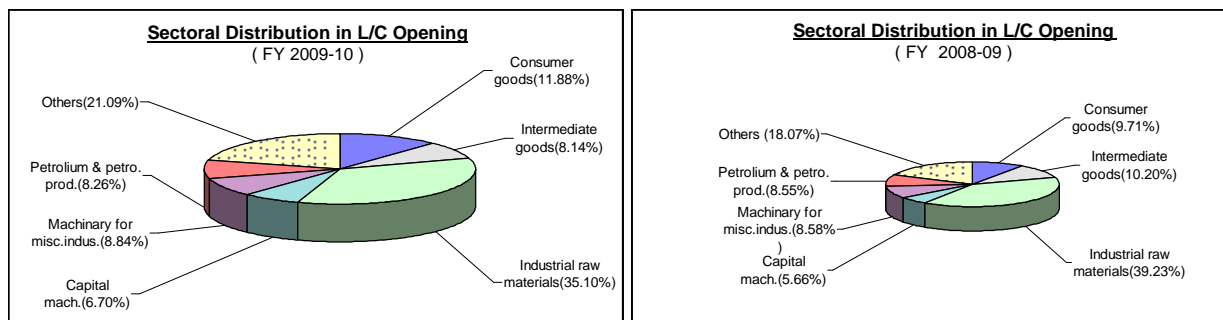 Sectoral Distribution in L/C Opening
( FY 2009-10 )
Consumer
goods(11.88%)
Others(21.09%)
Intermediate
goods(8.14%)
Petrolium & petro.
prod.(8.26%)
Machinary for
misc.indus.(8.84%)
Capital
mach.(6.70%)
Industrial raw
materials(35.10%)
Sectoral Distribution in L/C Opening
( FY 2008-09 )
Consumer
goods(9.71%)
Others (18.07%)
Intermediate
goods(10.20%)
Petrolium & petro.
prod.(8.55%)
Machinary for
misc.indus.(8.58%
)
Capital
mach.(5.66%)
Industrial raw
materials(39.23%)